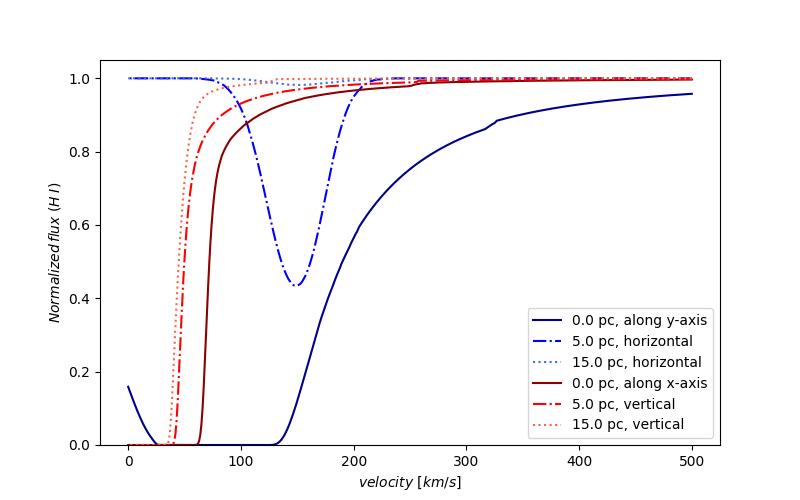 1.0
0.8
0.6
0.4
0.2
0.0
Normalized flux (H I)
0.0 pc, along y-axis
5.0 pc, horizontal
15.0 pc, horizontal
0.0 pc, along x-axis
5.0 pc, vertical
15.0 pc, vertical
0 100 200 300 400 500
velocity [km/s]